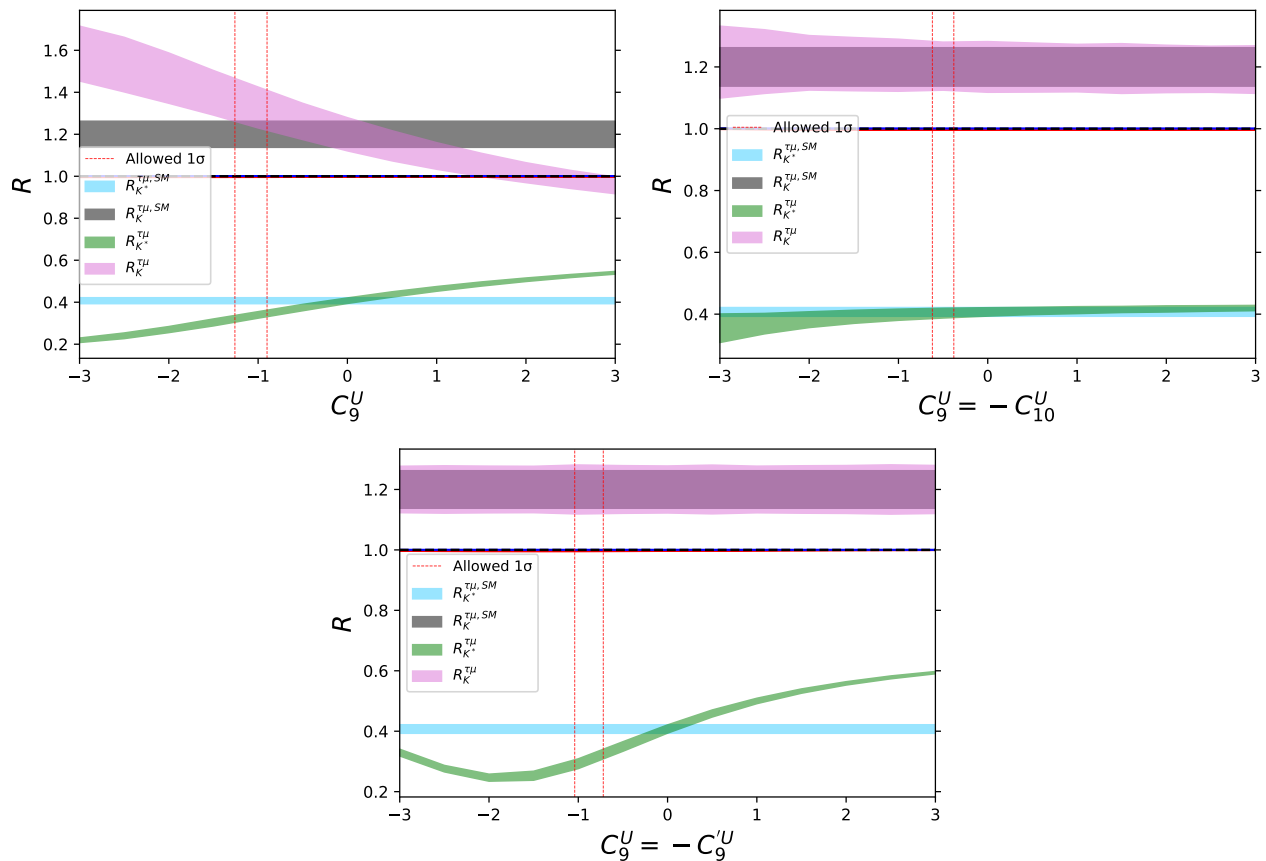 1.6
1.4
1.2
1.0
0.8
0.6
0.4
0.2
R
Allowed 1σ
R_{K*}^{τμ,SM}
R_K^{τμ,SM}
R_{K*}^{τμ}
R_K^{τμ}
−3 −2 −1 0 1 2 3
C_9^U
1.2
1.0
0.8
0.6
0.4
R
Allowed 1σ
R_{K*}^{τμ,SM}
R_K^{τμ,SM}
R_{K*}^{τμ}
R_K^{τμ}
−3 −2 −1 0 1 2 3
C_9^U = −C_{10}^U
1.2
1.0
0.8
0.6
0.4
0.2
R
Allowed 1σ
R_{K*}^{τμ,SM}
R_K^{τμ,SM}
R_{K*}^{τμ}
R_K^{τμ}
−3 −2 −1 0 1 2 3
C_9^U = −C_9^{'U}